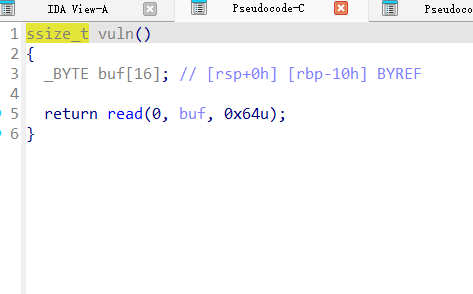 IDA View-A Pseudocode-C Pseudoco
1 ssize_t vuln()
2 {
3 _BYTE buf[16]; // [rsp+0h] [rbp-10h] BYREF
4
5 return read(0, buf, 0x64u);
6 }